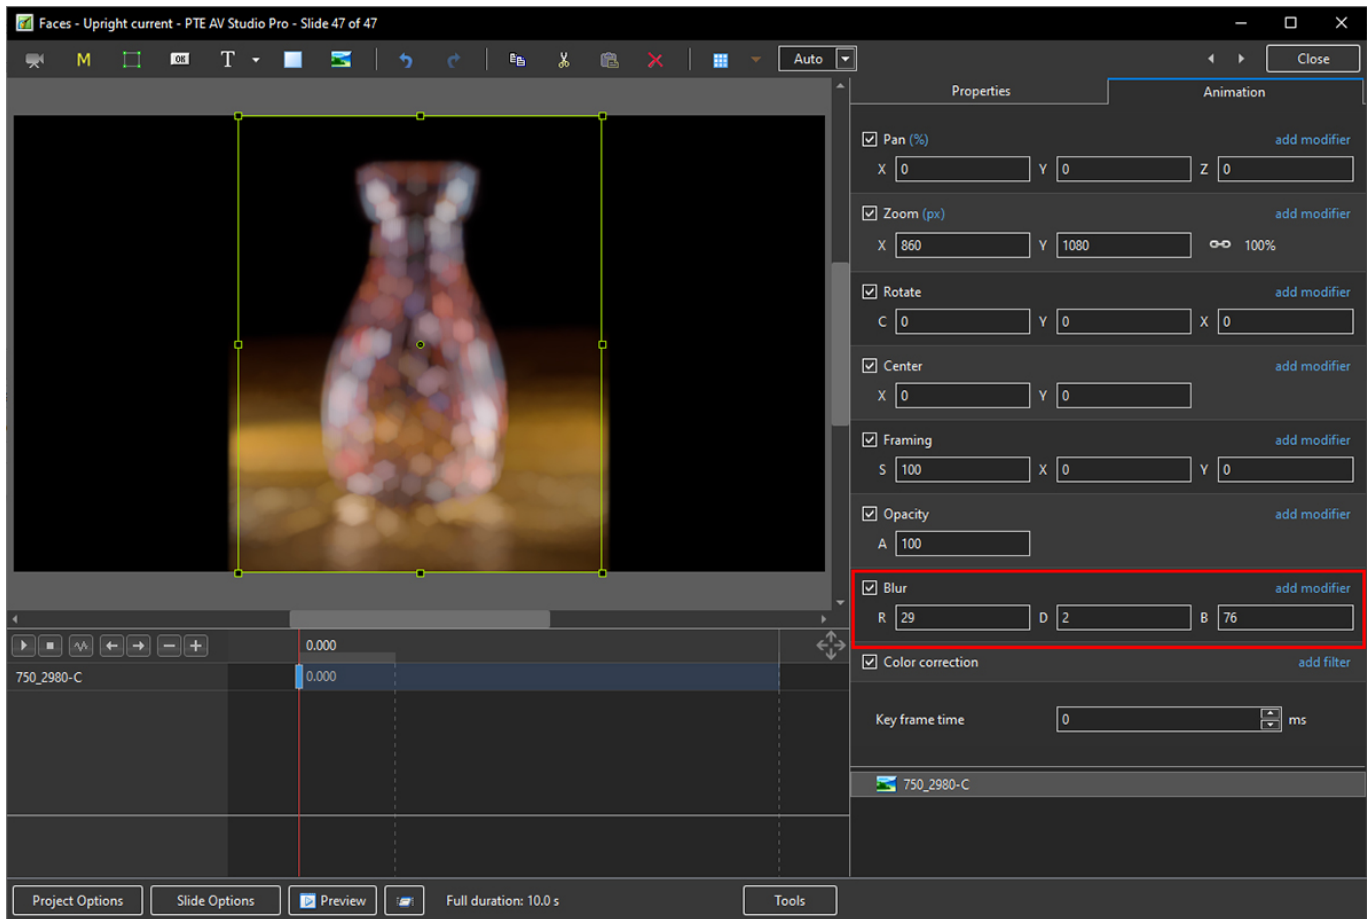 Faces - Upright current - PTE AV Studio Pro - Slide 47 of 47
M OK T Auto Close
Properties Animation
Pan (%) add modifier
X 0 Y 0 Z 0
Zoom (px) add modifier
X 860 Y 1080 100%
Rotate add modifier
C 0 Y 0 X 0
Center add modifier
X 0 Y 0
Framing add modifier
S 100 X 0 Y 0
Opacity add modifier
A 100
Blur add modifier
R 29 D 2 B 76
0.000
Color correction add filter
750_2980-C 0.000
Key frame time 0 ms
750_2980-C
Project Options Slide Options Preview Full duration: 10.0 s Tools